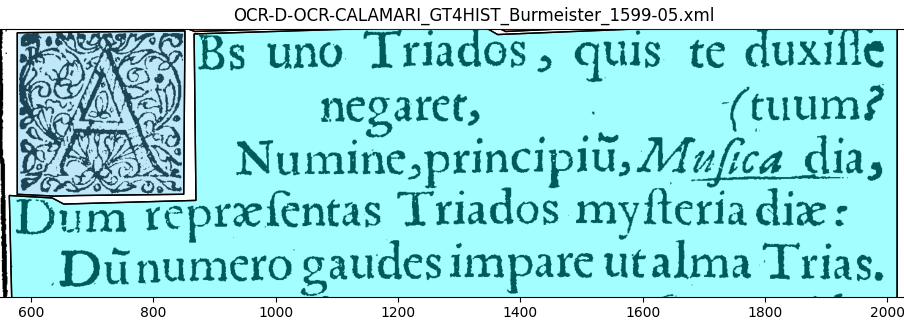 OCR-D-OCR-CALAMARI_GT4HIST_Burmeister_1599-05.xml
ABs uno Triados, quis te duxiſſe
negaret, (tuum?
Numine, principiũ, Muſica dia,
Dum repræſentas Triados myſteria diæ:
Dũ numero gaudes impare ut alma Trias.
600 800 1000 1200 1400 1600 1800 2000